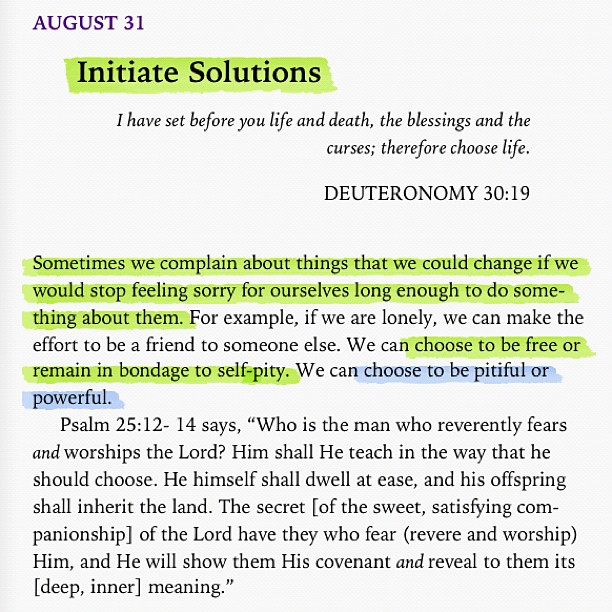 AUGUST 31
Initiate Solutions
I have set before you life and death, the blessings and the
curses; therefore choose life.
DEUTERONOMY 30:19
Sometimes we complain about things that we could change if we
would stop feeling sorry for ourselves long enough to do some-
thing about them. For example, if we are lonely, we can make the
effort to be a friend to someone else. We can choose to be free or
remain in bondage to self-pity. We can choose to be pitiful or
powerful.
Psalm 25:12- 14 says, “Who is the man who reverently fears
and worships the Lord? Him shall He teach in the way that he
should choose. He himself shall dwell at ease, and his offspring
shall inherit the land. The secret [of the sweet, satisfying com-
panionship] of the Lord have they who fear (revere and worship)
Him, and He will show them His covenant and reveal to them its
[deep, inner] meaning.”